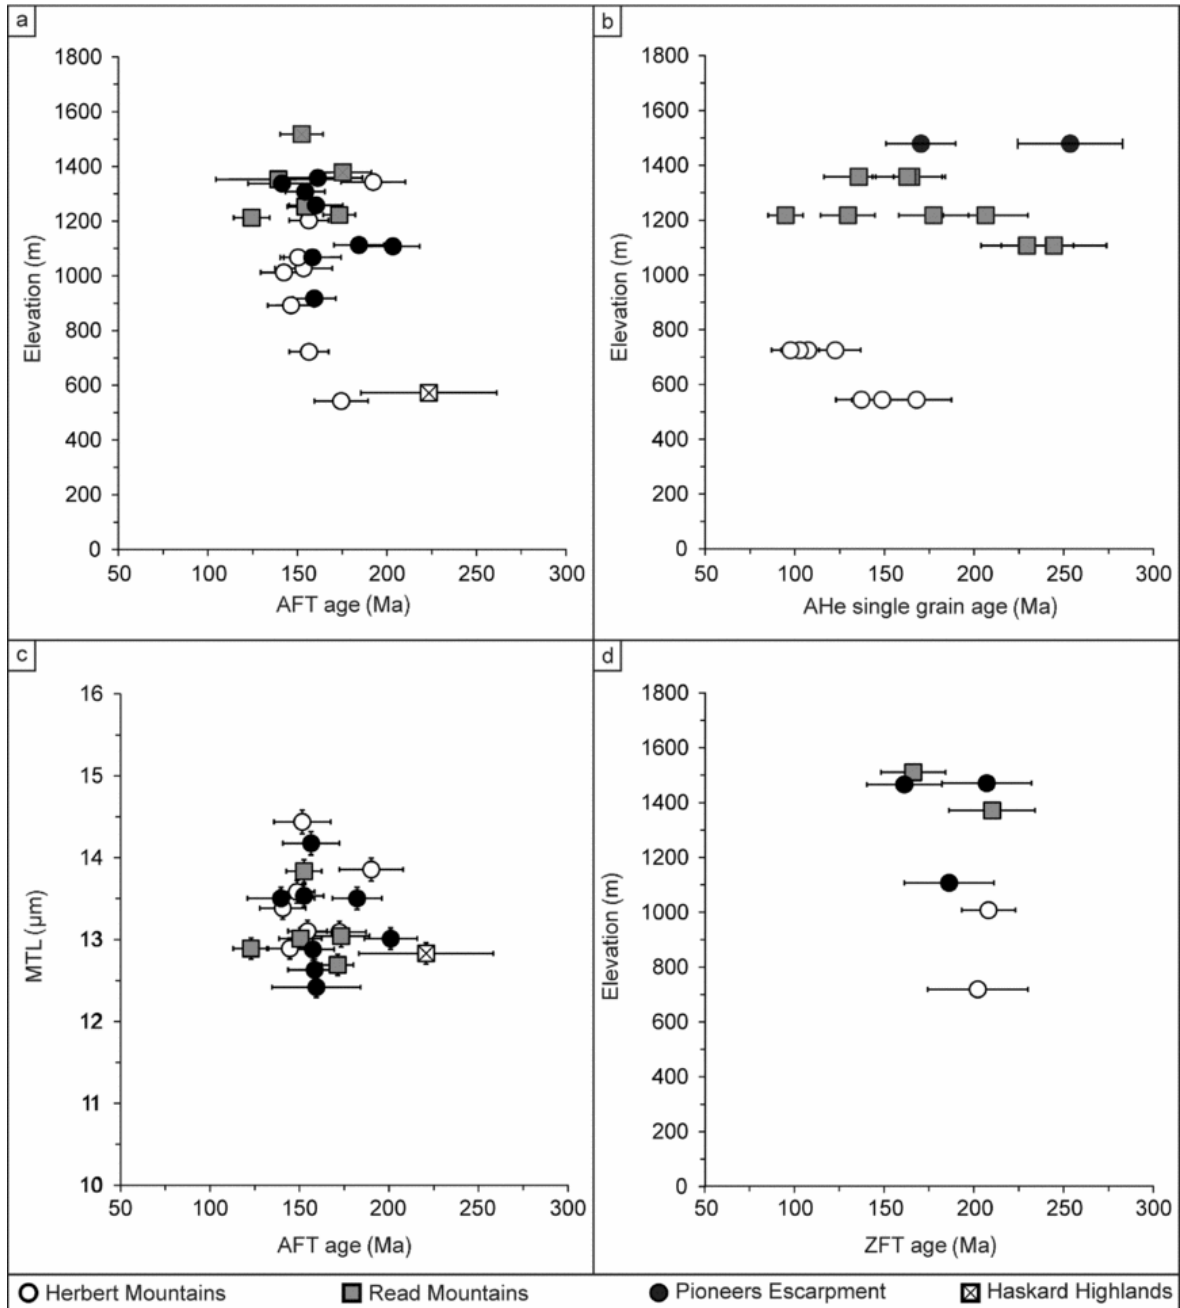 a
1800
1600
1400
1200
1000
800
600
400
200
0
Elevation (m)
50 100 150 200 250 300
AFT age (Ma)
b
1800
1600
1400
1200
1000
800
600
400
200
0
Elevation (m)
50 100 150 200 250 300
AHe single grain age (Ma)
c
16
15
14
13
12
11
10
MTL (µm)
50 100 150 200 250 300
AFT age (Ma)
d
1800
1600
1400
1200
1000
800
600
400
200
0
Elevation (m)
50 100 150 200 250 300
ZFT age (Ma)
Herbert Mountains Read Mountains Pioneers Escarpment Haskard Highlands